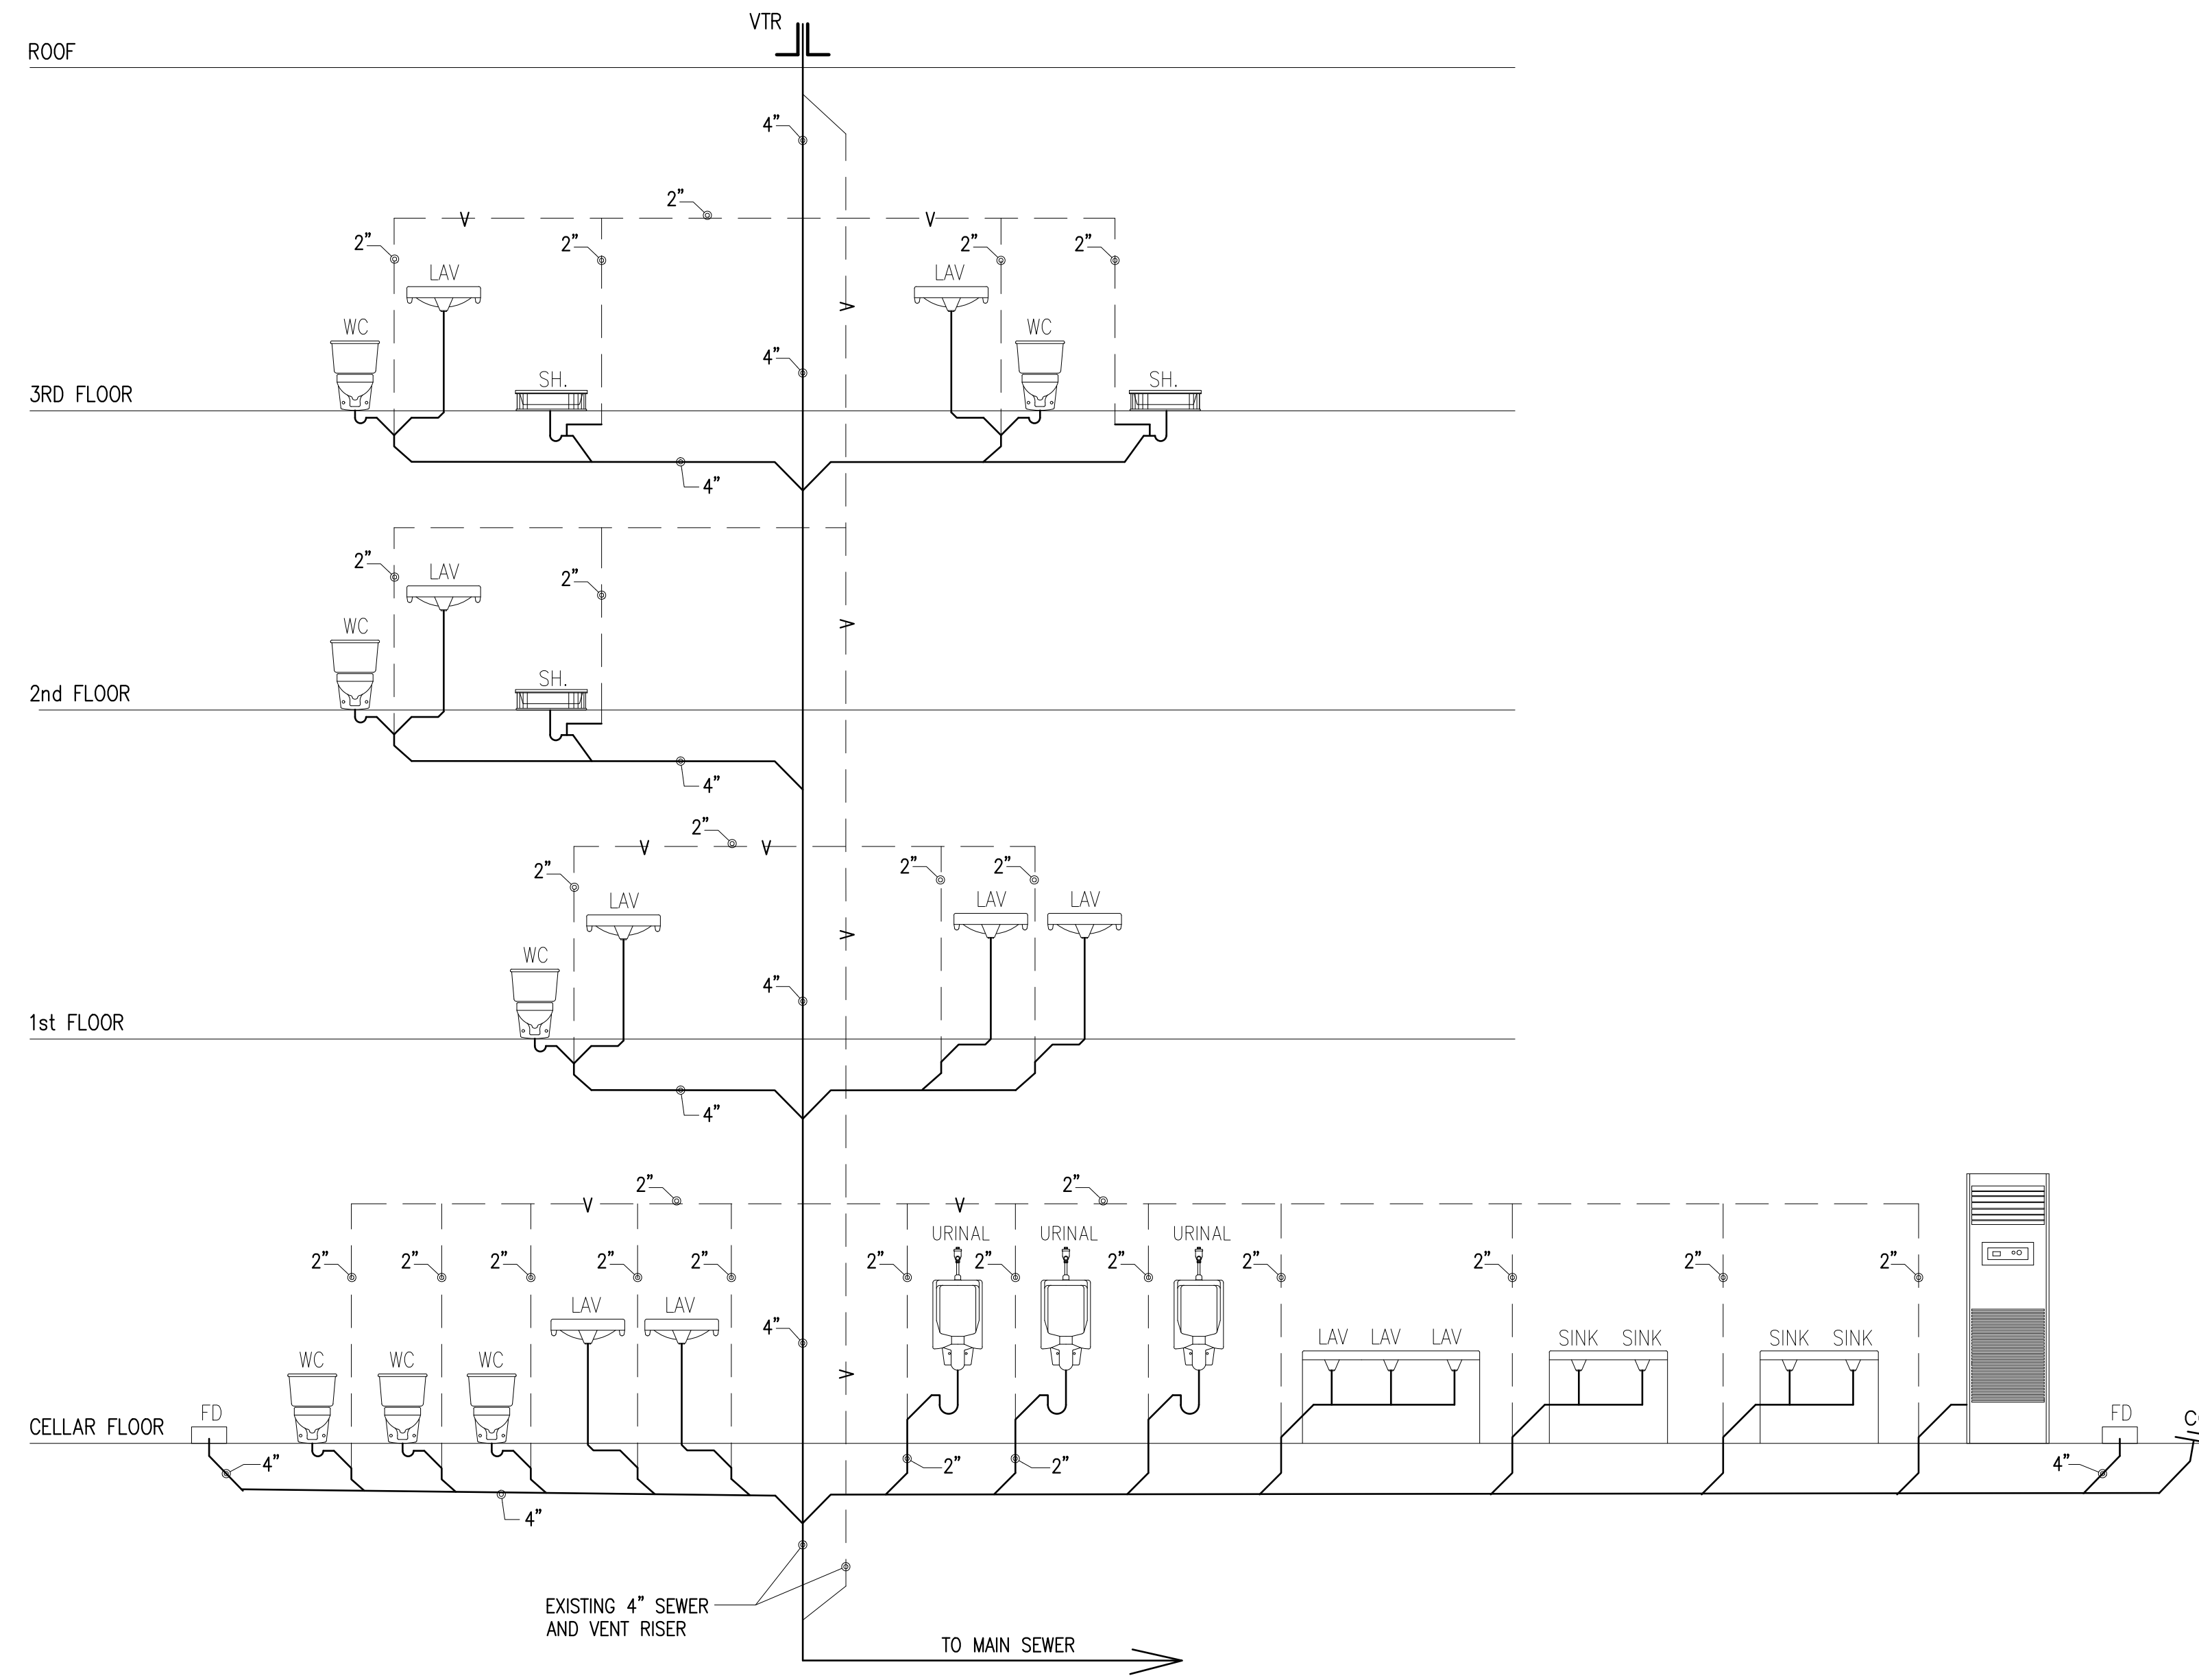 VTR
ROOF
4"
2"
V V
2" 2" 2" 2"
LAV LAV
V
WC WC
4"
SH. SH.
3RD FLOOR
4"
2" LAV 2"
V
WC
SH.
2nd FLOOR
4"
2"
V V
2" 2" 2"
LAV LAV LAV
V
WC
4"
1st FLOOR
4"
2" 2"
V V
URINAL URINAL URINAL
2" 2" 2" 2" 2" 2" 2" 2" 2" 2" 2" 2"
LAV LAV
4"
LAV LAV LAV SINK SINK SINK SINK
WC WC WC
V
FD FD
CELLAR FLOOR
4" 2" 2" 4"
4"
EXISTING 4" SEWER
AND VENT RISER
TO MAIN SEWER